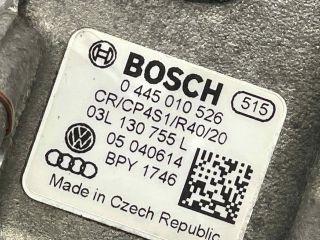 BOSCH
0 445 010 526 515
CR/CP4S1/R40/20
03L 130 755 L
05 040614
BPY 1746
Made in Czech Republic